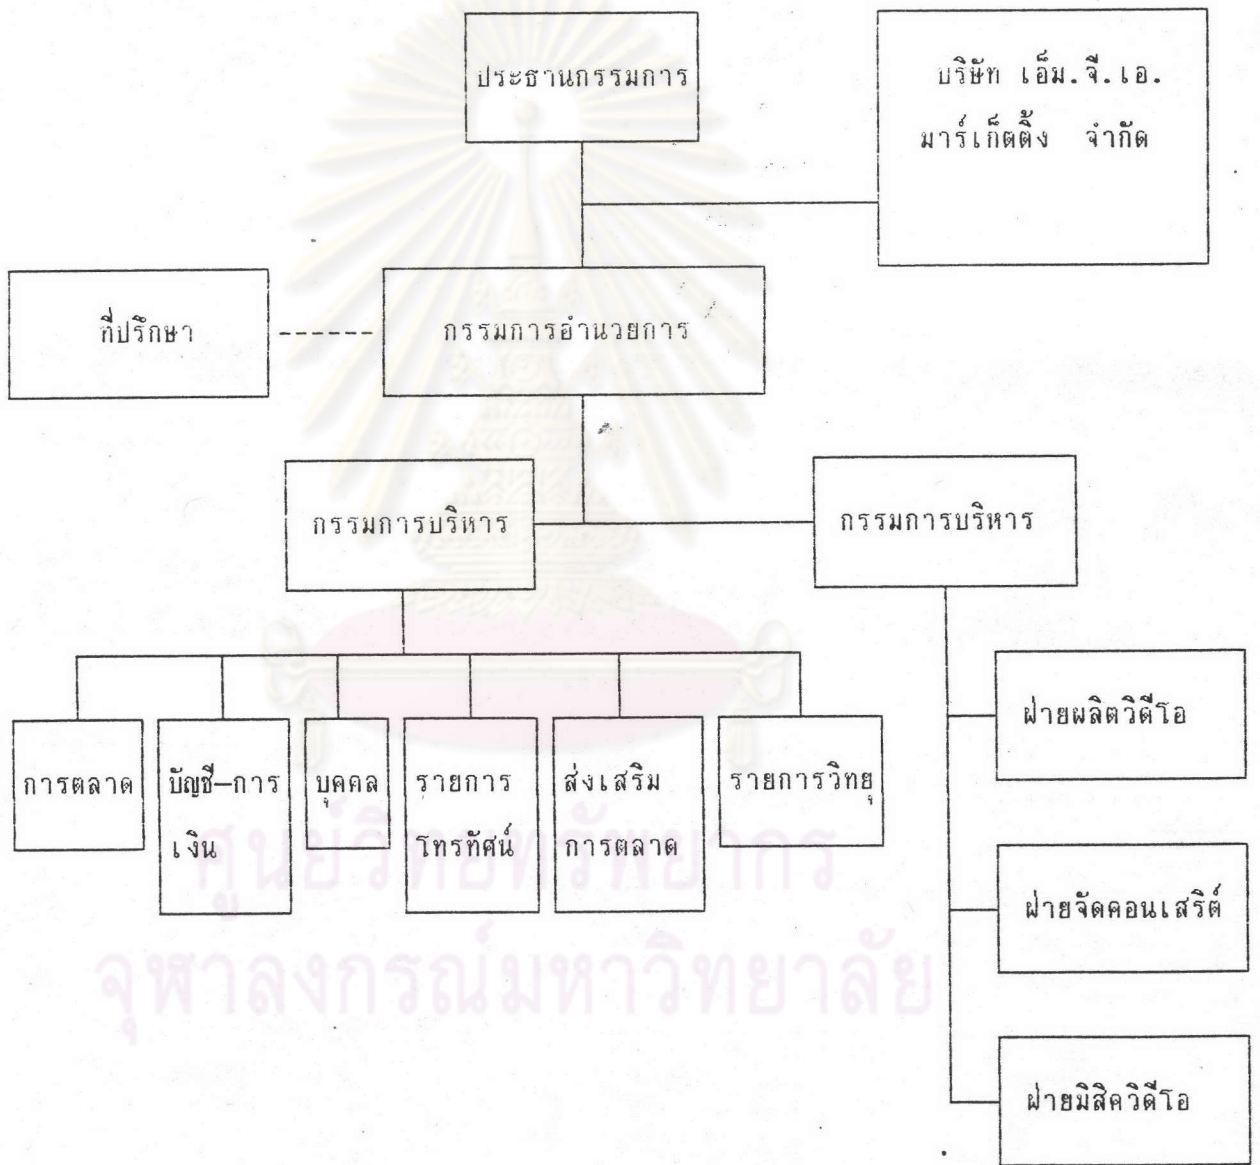 ประธานกรรมการ
บริษัท เอ็ม.จี.เอ.
มาร์เก็ตติ้ง จำกัด
ที่ปรึกษา
กรรมการอำนวยการ
กรรมการบริหาร
กรรมการบริหาร
การตลาด
บัญชี-การ
เงิน
บุคคล
รายการ
โทรทัศน์
ส่งเสริม
การตลาด
รายการวิทยุ
ฝ่ายผลิตวิดีโอ
ฝ่ายจัดคอนเสริต์
ฝ่ายมิสิควิดีโอ
ศูนย์วิทยทรัพยากร
จุฬาลงกรณ์มหาวิทยาลัย